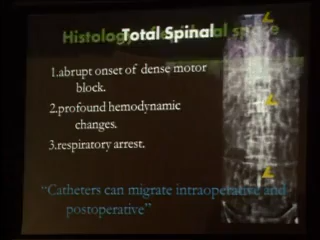 Total Spinal
1.abrupt onset of dense motor
block.
2.profound hemodynamic
changes.
3.respiratory arrest.
“Catheters can migrate intraoperative and
postoperative”